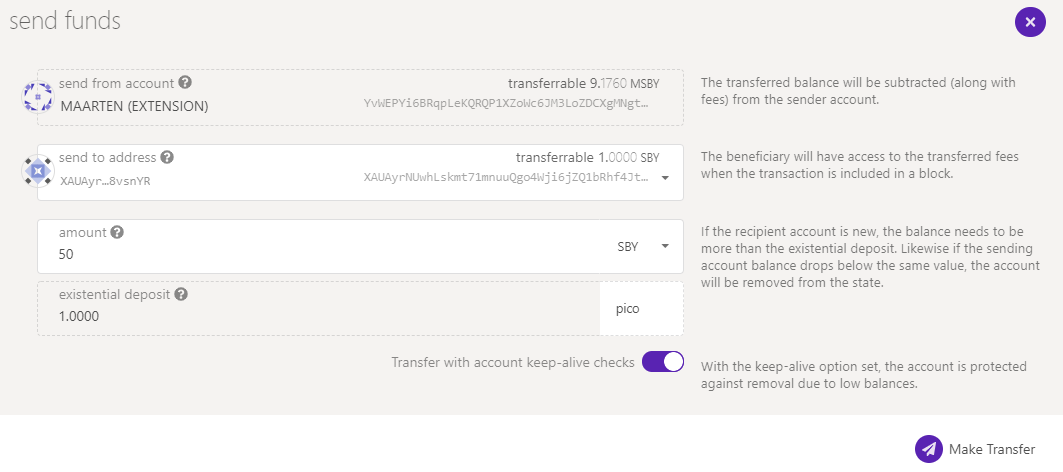 send funds
send from account
transferrable 9.1760 MSBY
MAARTEN (EXTENSION)
YvWEPYi6BRqpLeKQRQP1XZoWc6JM3LoZDCXgMNgt…
The transferred balance will be subtracted (along with
fees) from the sender account.
send to address
transferrable 1.0000 SBY
XAUAyr…8vsnYR
XAUAyrNUwhLskmt71mnuuQgo4Wji6jZQ1bRhf4Jt…
The beneficiary will have access to the transferred fees
when the transaction is included in a block.
amount
50
SBY
If the recipient account is new, the balance needs to be
more than the existential deposit. Likewise if the sending
account balance drops below the same value, the account
will be removed from the state.
existential deposit
1.0000
pico
Transfer with account keep-alive checks
With the keep-alive option set, the account is protected
against removal due to low balances.
Make Transfer